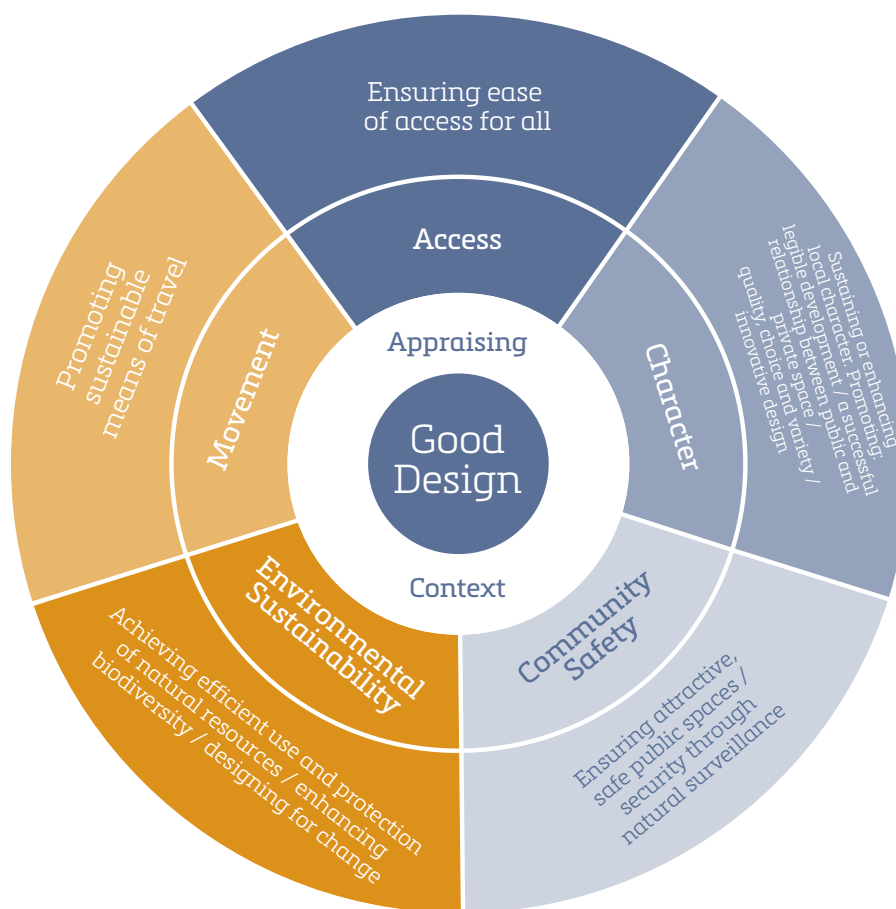 Ensuring ease
of access for all
Access
Sustaining or enhancing
local character. Promoting:
legible development / a successful
relationship between public and
private space /
quality, choice and variety /
innovative design
Character
Community
Safety
Ensuring attractive,
safe public spaces /
security through
natural surveillance
Environmental
Sustainability
Achieving efficient use and protection
of natural resources / enhancing
biodiversity / designing for change
Movement
Promoting
sustainable
means of travel
Appraising
Good
Design
Context